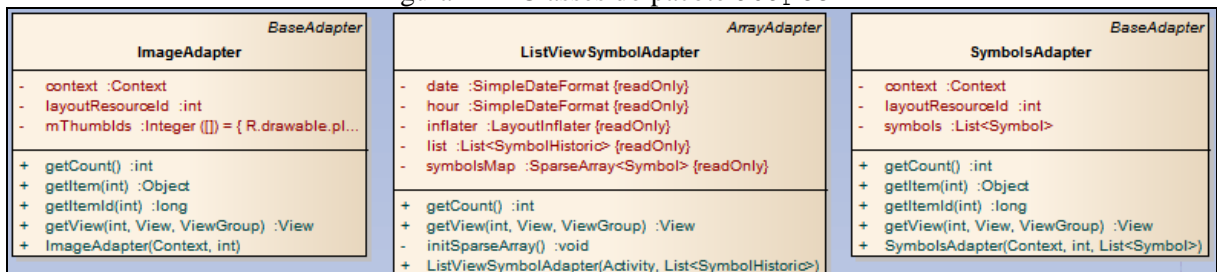 BaseAdapter
ImageAdapter
- context :Context
- layoutResourceId :int
- mThumbIds :Integer ([]) = { R.drawable.pl...
+ getCount() :int
+ getItem(int) :Object
+ getItemId(int) :long
+ getView(int, View, ViewGroup) :View
+ ImageAdapter(Context, int)
ArrayAdapter
ListViewSymbolAdapter
- date :SimpleDateFormat {readOnly}
- hour :SimpleDateFormat {readOnly}
- inflater :LayoutInflater {readOnly}
- list :List<SymbolHistoric> {readOnly}
- symbolsMap :SparseArray<Symbol> {readOnly}
+ getCount() :int
+ getView(int, View, ViewGroup) :View
- initSparseArray() :void
+ ListViewSymbolAdapter(Activity, List<SymbolHistoric>)
BaseAdapter
SymbolsAdapter
- context :Context
- layoutResourceId :int
- symbols :List<Symbol>
+ getCount() :int
+ getItem(int) :Object
+ getItemId(int) :long
+ getView(int, View, ViewGroup) :View
+ SymbolsAdapter(Context, int, List<Symbol>)